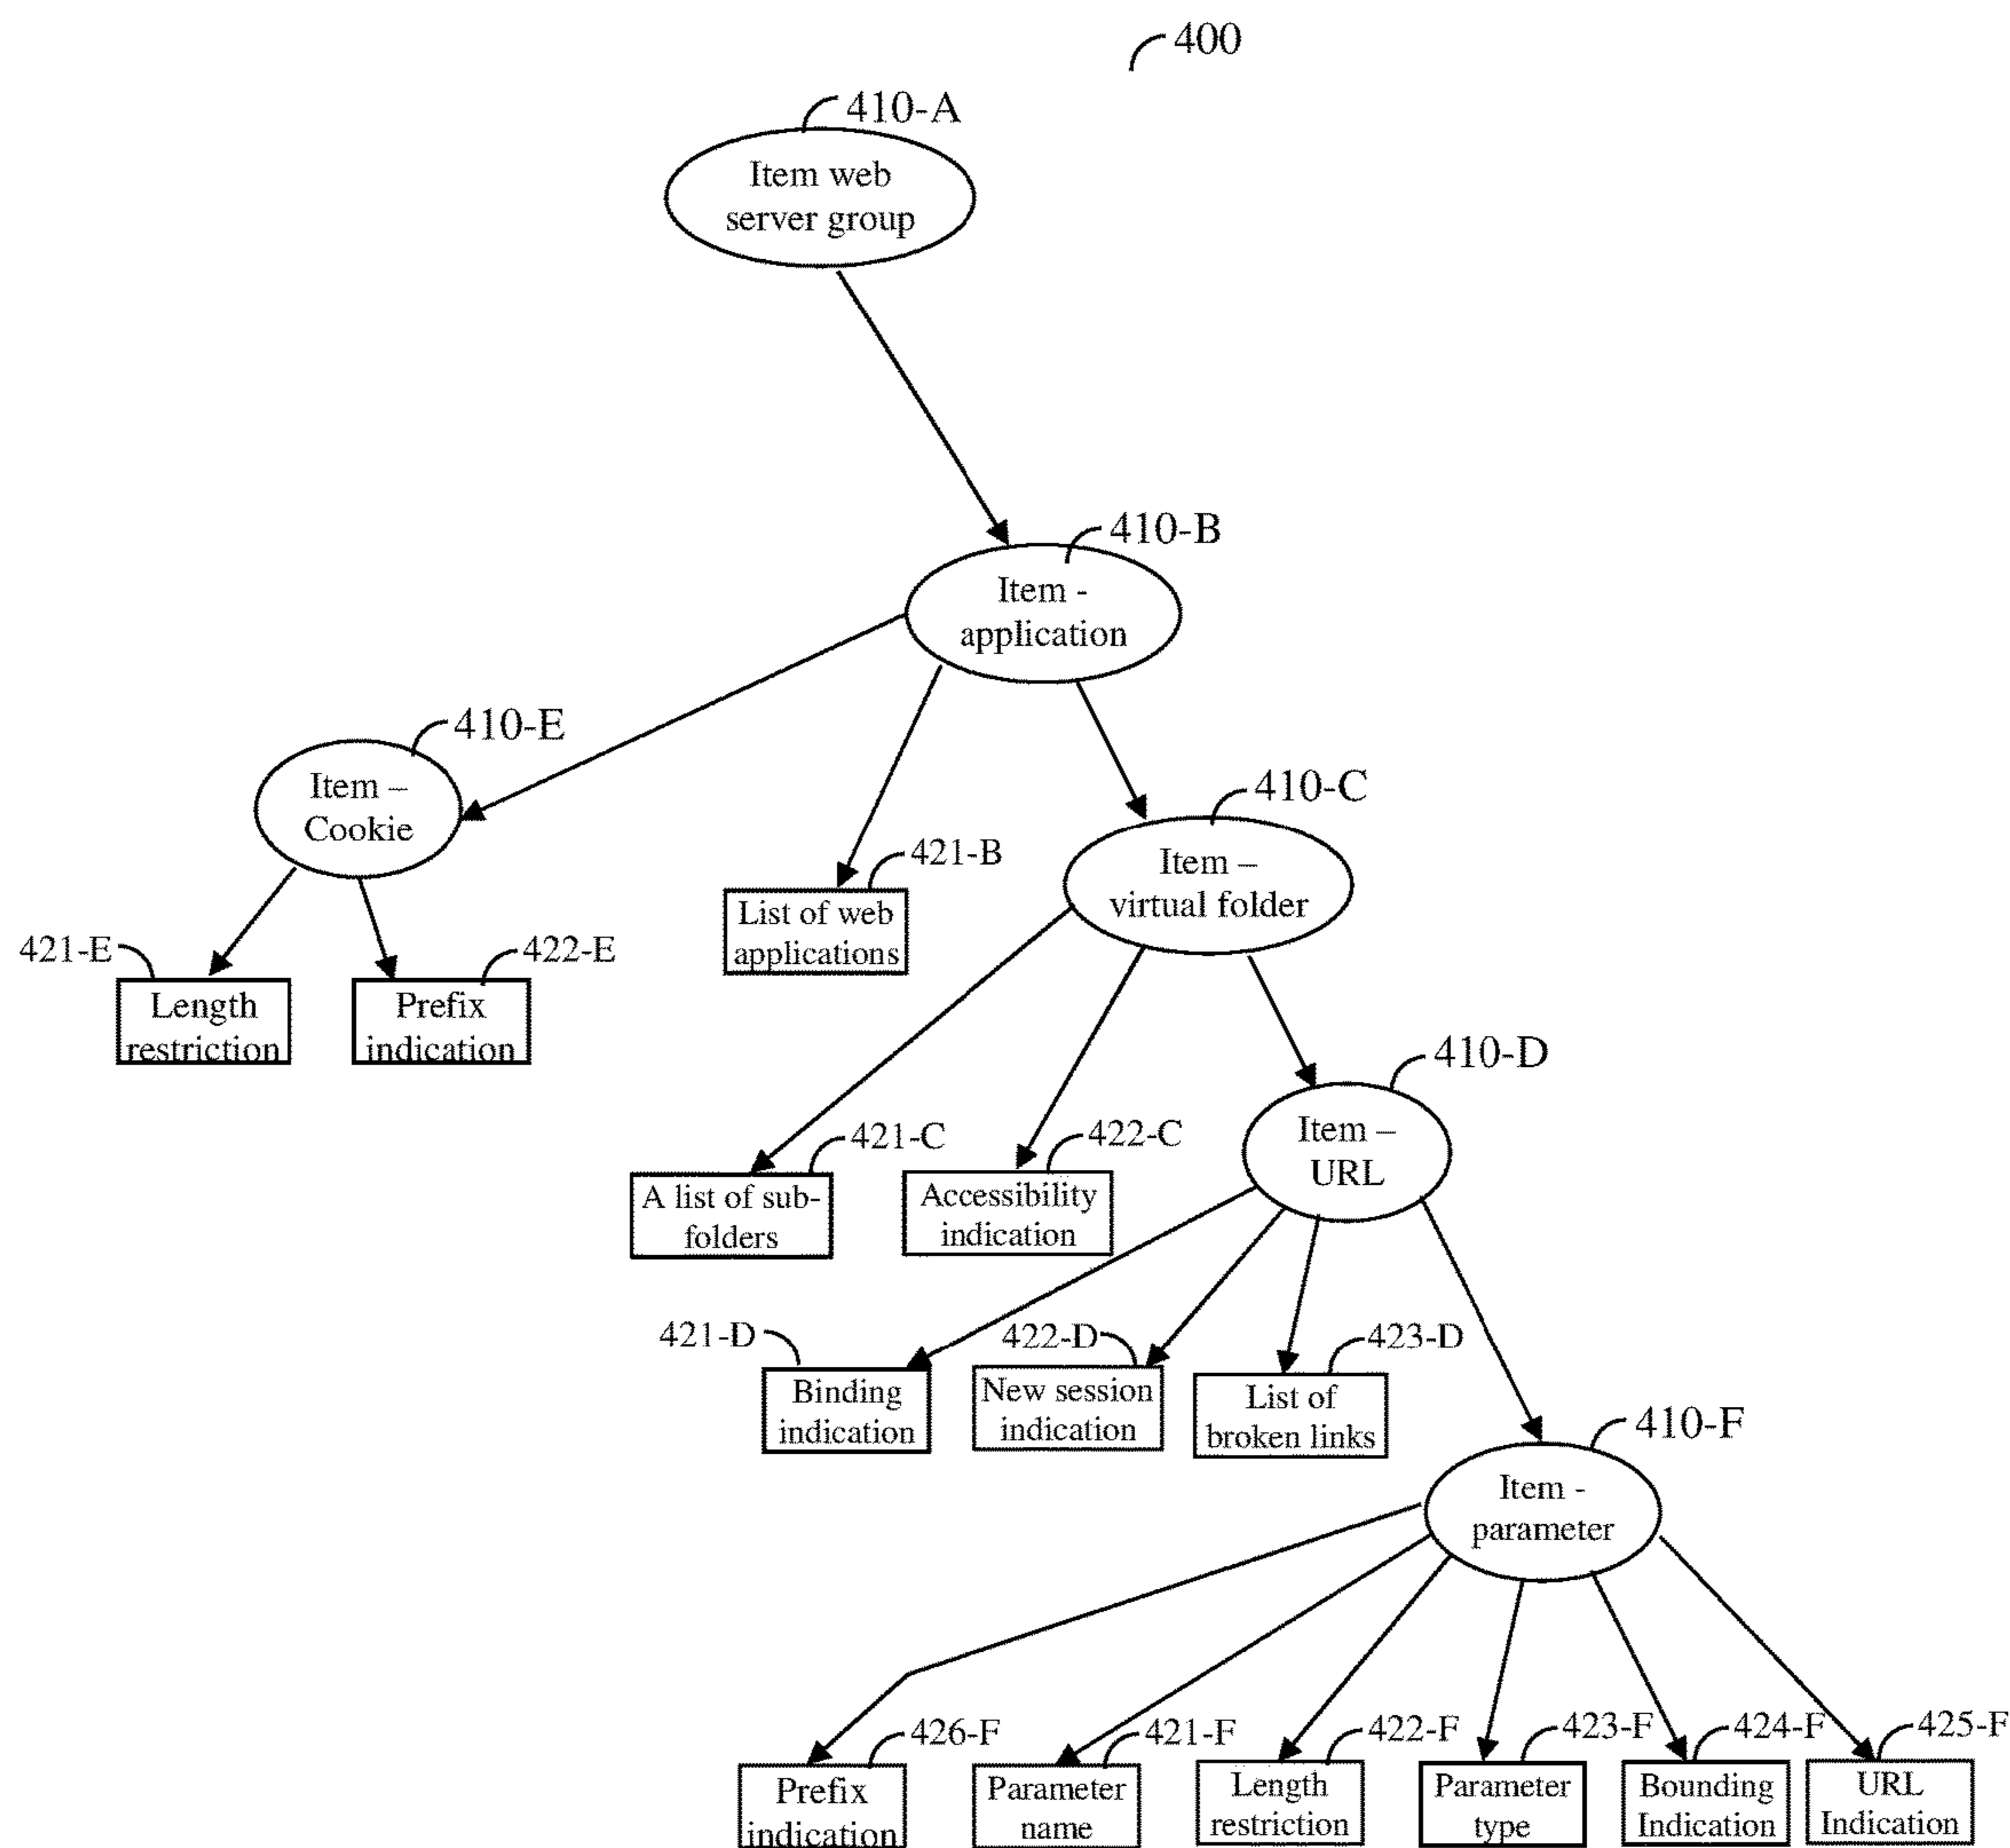 400
410-A
Item web
server group
410-B
Item -
application
410-E
Item –
Cookie
410-C
Item –
virtual folder
421-B
List of web
applications
421-E
422-E
Length
restriction
Prefix
indication
410-D
Item –
URL
421-C
A list of sub-
folders
422-C
Accessibility
indication
421-D
Binding
indication
422-D
New session
indication
423-D
List of
broken links
410-F
Item -
parameter
426-F
Prefix
indication
421-F
Parameter
name
422-F
Length
restriction
423-F
Parameter
type
424-F
Bounding
Indication
425-F
URL
Indication